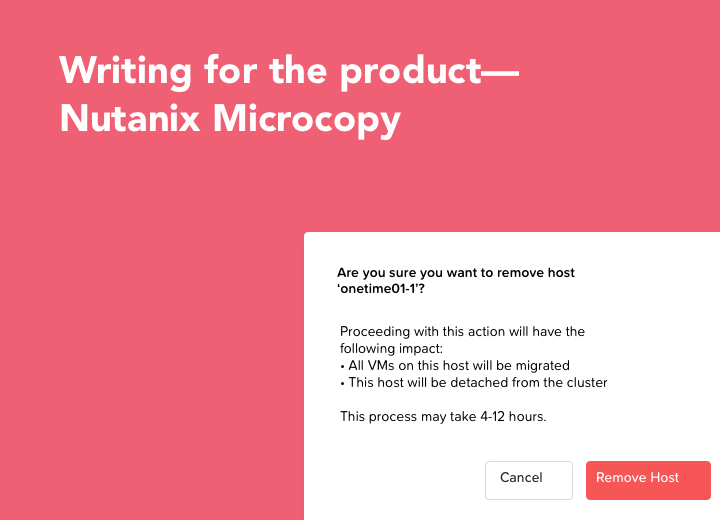 Writing for the product—
Nutanix Microcopy
Are you sure you want to remove host
‘onetime01-1’?
Proceeding with this action will have the
following impact:
• All VMs on this host will be migrated
• This host will be detached from the cluster
This process may take 4-12 hours.
Cancel
Remove Host